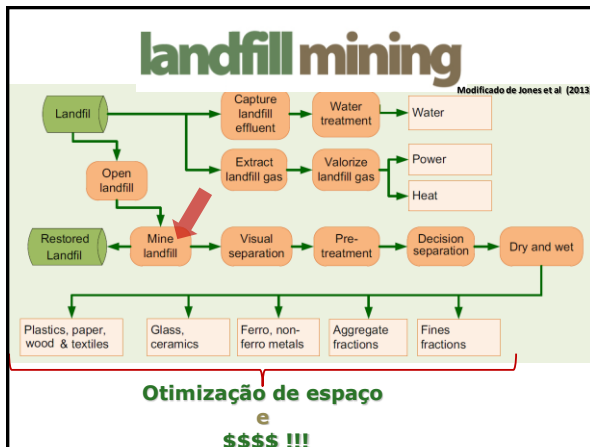 landfill mining
Modificado de Jones et al (2013)
Landfil
Capture
landfill
effluent
Water
treatment
Water
Open
landfill
Extract
landfill gas
Valorize
landfill gas
Power
Heat
Restored
Landfil
Mine
landfill
Visual
separation
Pre-
treatment
Decision
separation
Dry and wet
Plastics, paper,
wood & textiles
Glass,
ceramics
Ferro, non-
ferro metals
Aggregate
fractions
Fines
fractions
Otimização de espaço
e
$$$$ !!!